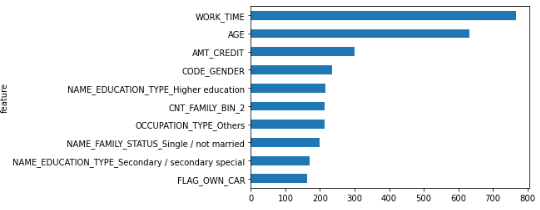 feature
WORK_TIME
AGE
AMT_CREDIT
CODE_GENDER
NAME_EDUCATION_TYPE_Higher education
CNT_FAMILY_BIN_2
OCCUPATION_TYPE_Others
NAME_FAMILY_STATUS_Single / not married
NAME_EDUCATION_TYPE_Secondary / secondary special
FLAG_OWN_CAR
0 100 200 300 400 500 600 700 800